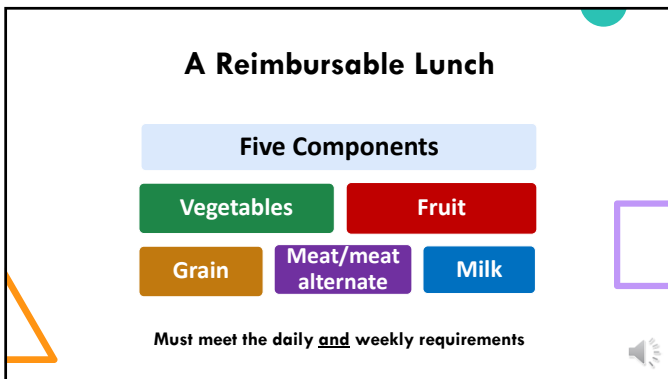 A Reimbursable Lunch
Five Components
Vegetables
Fruit
Grain
Meat/meat
alternate
Milk
Must meet the daily and weekly requirements